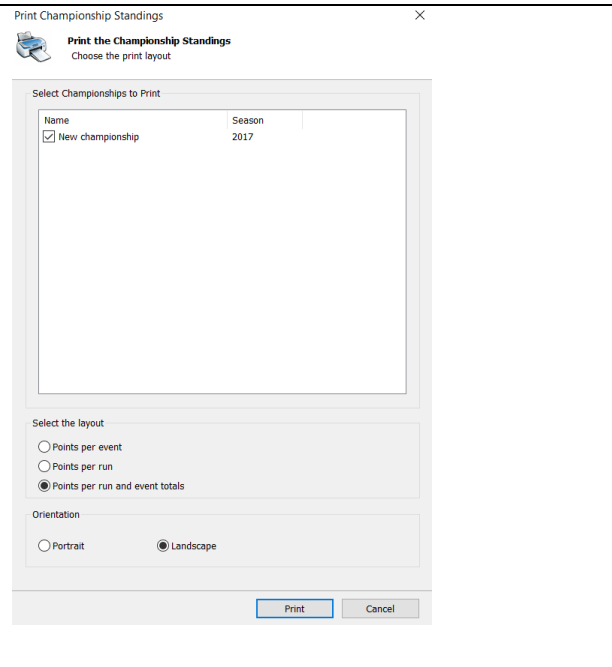 Print Championship Standings
Print the Championship Standings
Choose the print layout
Select Championships to Print
Name Season
New championship 2017
Select the layout
Points per event
Points per run
Points per run and event totals
Orientation
Portrait Landscape
Print Cancel